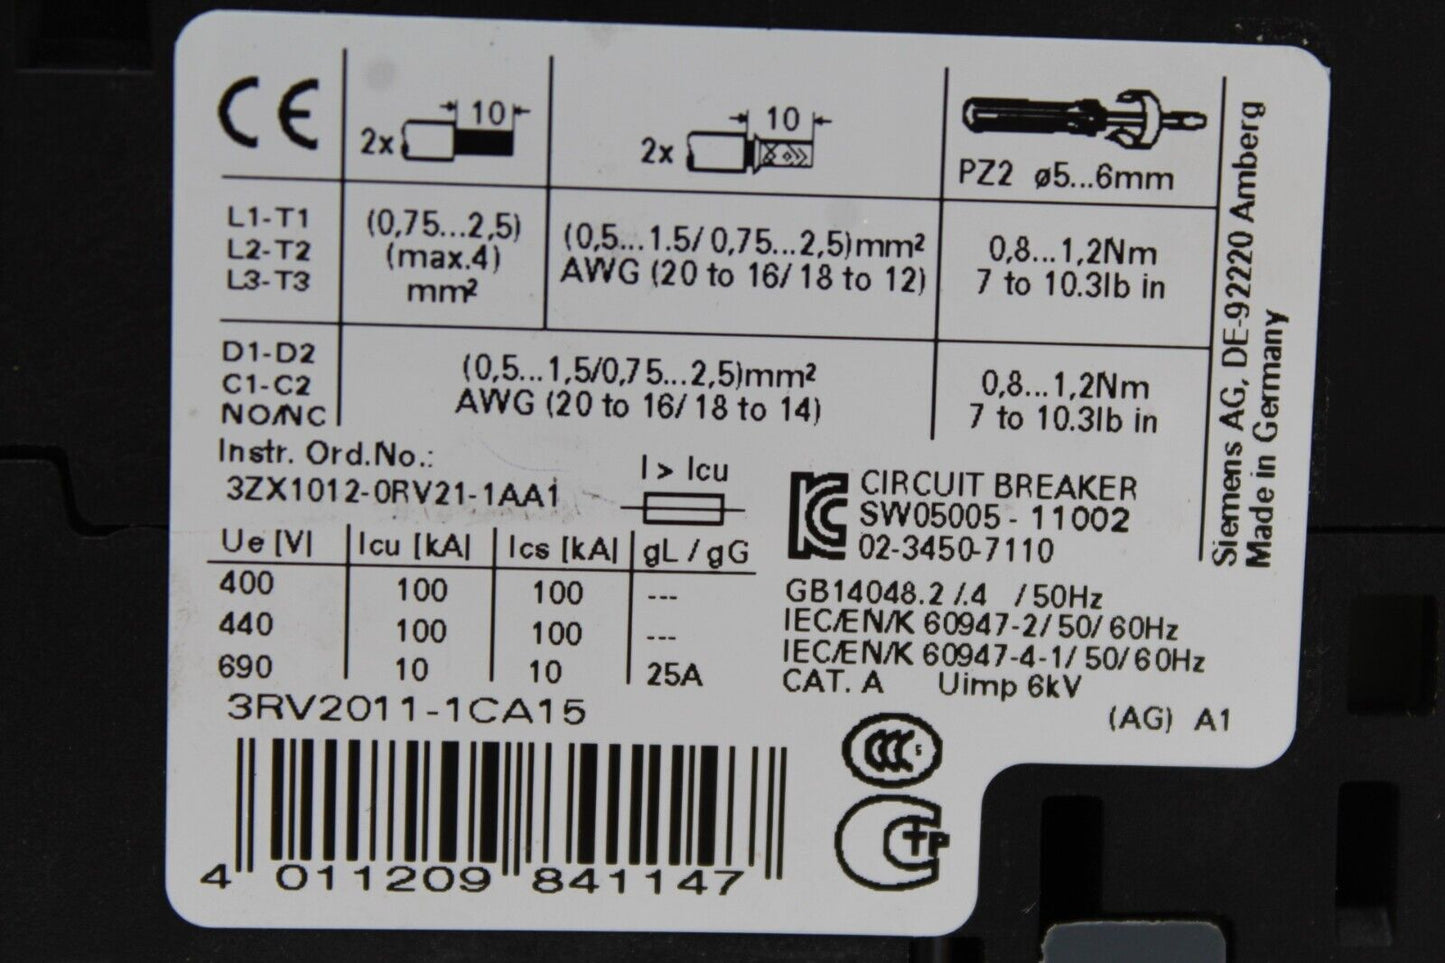 CE
2x 10
2x 10
PZ2 ø5...6mm
L1-T1
L2-T2
L3-T3
(0,75...2,5)
(max.4)
mm²
(0,5...1.5/0,75...2,5)mm²
AWG (20 to 16/18 to 12)
0,8...1,2Nm
7 to 10.3lb in
D1-D2
C1-C2
NO/NC
(0,5...1,5/0,75...2,5)mm²
AWG (20 to 16/18 to 14)
0,8...1,2Nm
7 to 10.3lb in
Siemens AG, DE-92220 Amberg
Made in Germany
Instr. Ord.No.:
3ZX1012-0RV21-1AA1
I > Icu
Ue [V] Icu [kA] Ics [kA] gL/gG
400 100 100 ---
440 100 100 ---
690 10 10 25A
KC
CIRCUIT BREAKER
SW05005-11002
02-3450-7110
GB14048.2/.4 /50Hz
IEC/EN/K 60947-2/50/60Hz
IEC/EN/K 60947-4-1/50/60Hz
CAT. A Uimp 6kV
(AG) A1
3RV2011-1CA15
4 011209 841147
CCC S
CTP